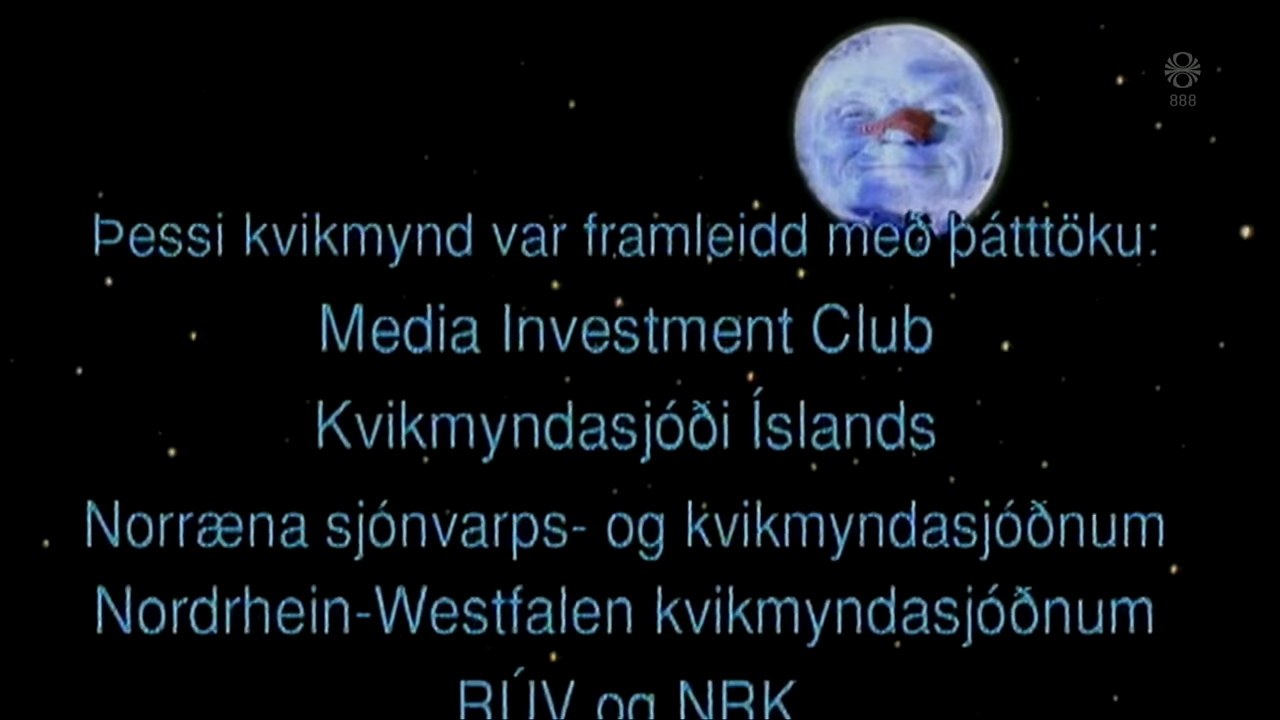 888
Þessi kvikmynd var framleidd með þátttöku:
Media Investment Club
Kvikmyndasjóði Íslands
Norræna sjónvarps- og kvikmyndasjóðnum
Nordrhein-Westfalen kvikmyndasjóðnum
RÚV og NRK